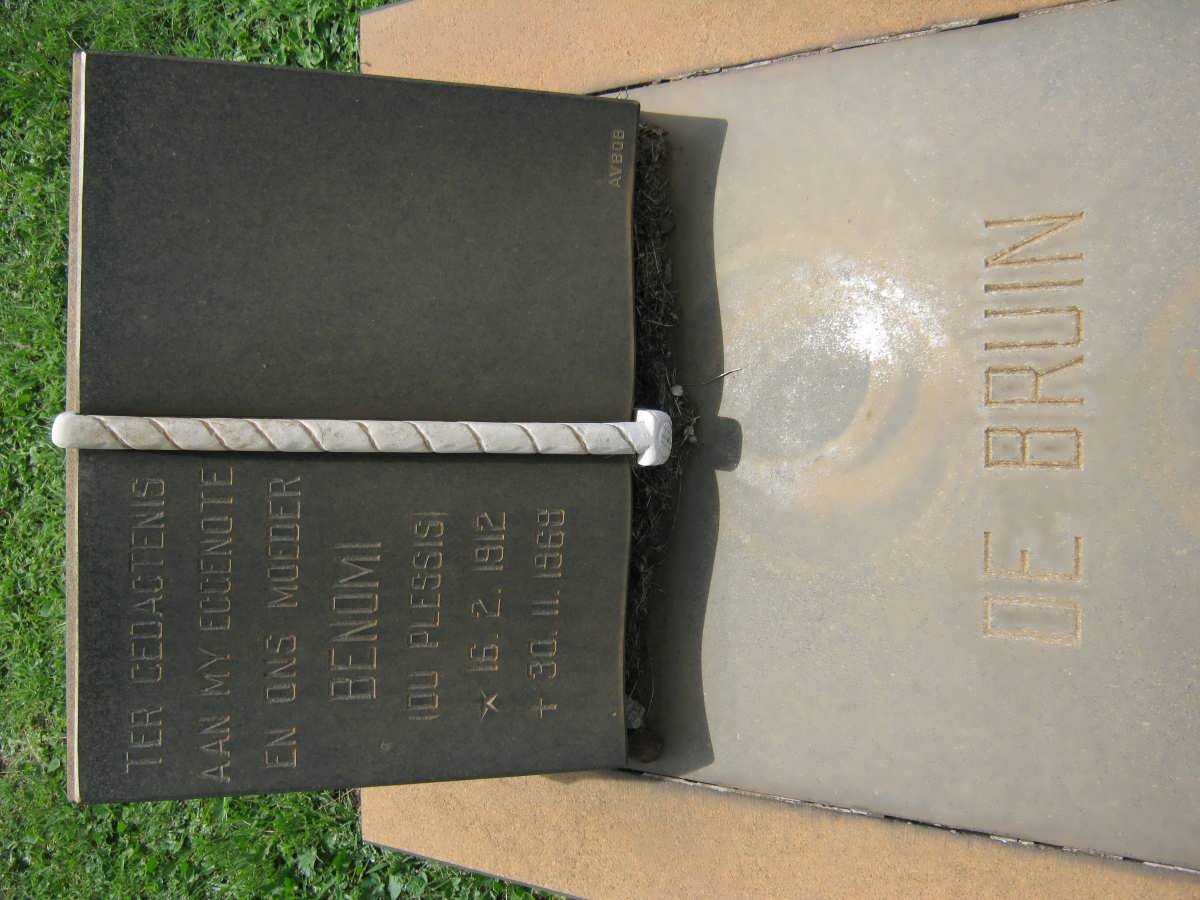 TER GEDAGTENIS
AAN MY EGGENOTE
EN ONS MOEDER
BENOMI
(DU PLESSIS)
★ 16. 2. 1912
† 30. 11. 1968
AVBOB
DE BRUIN